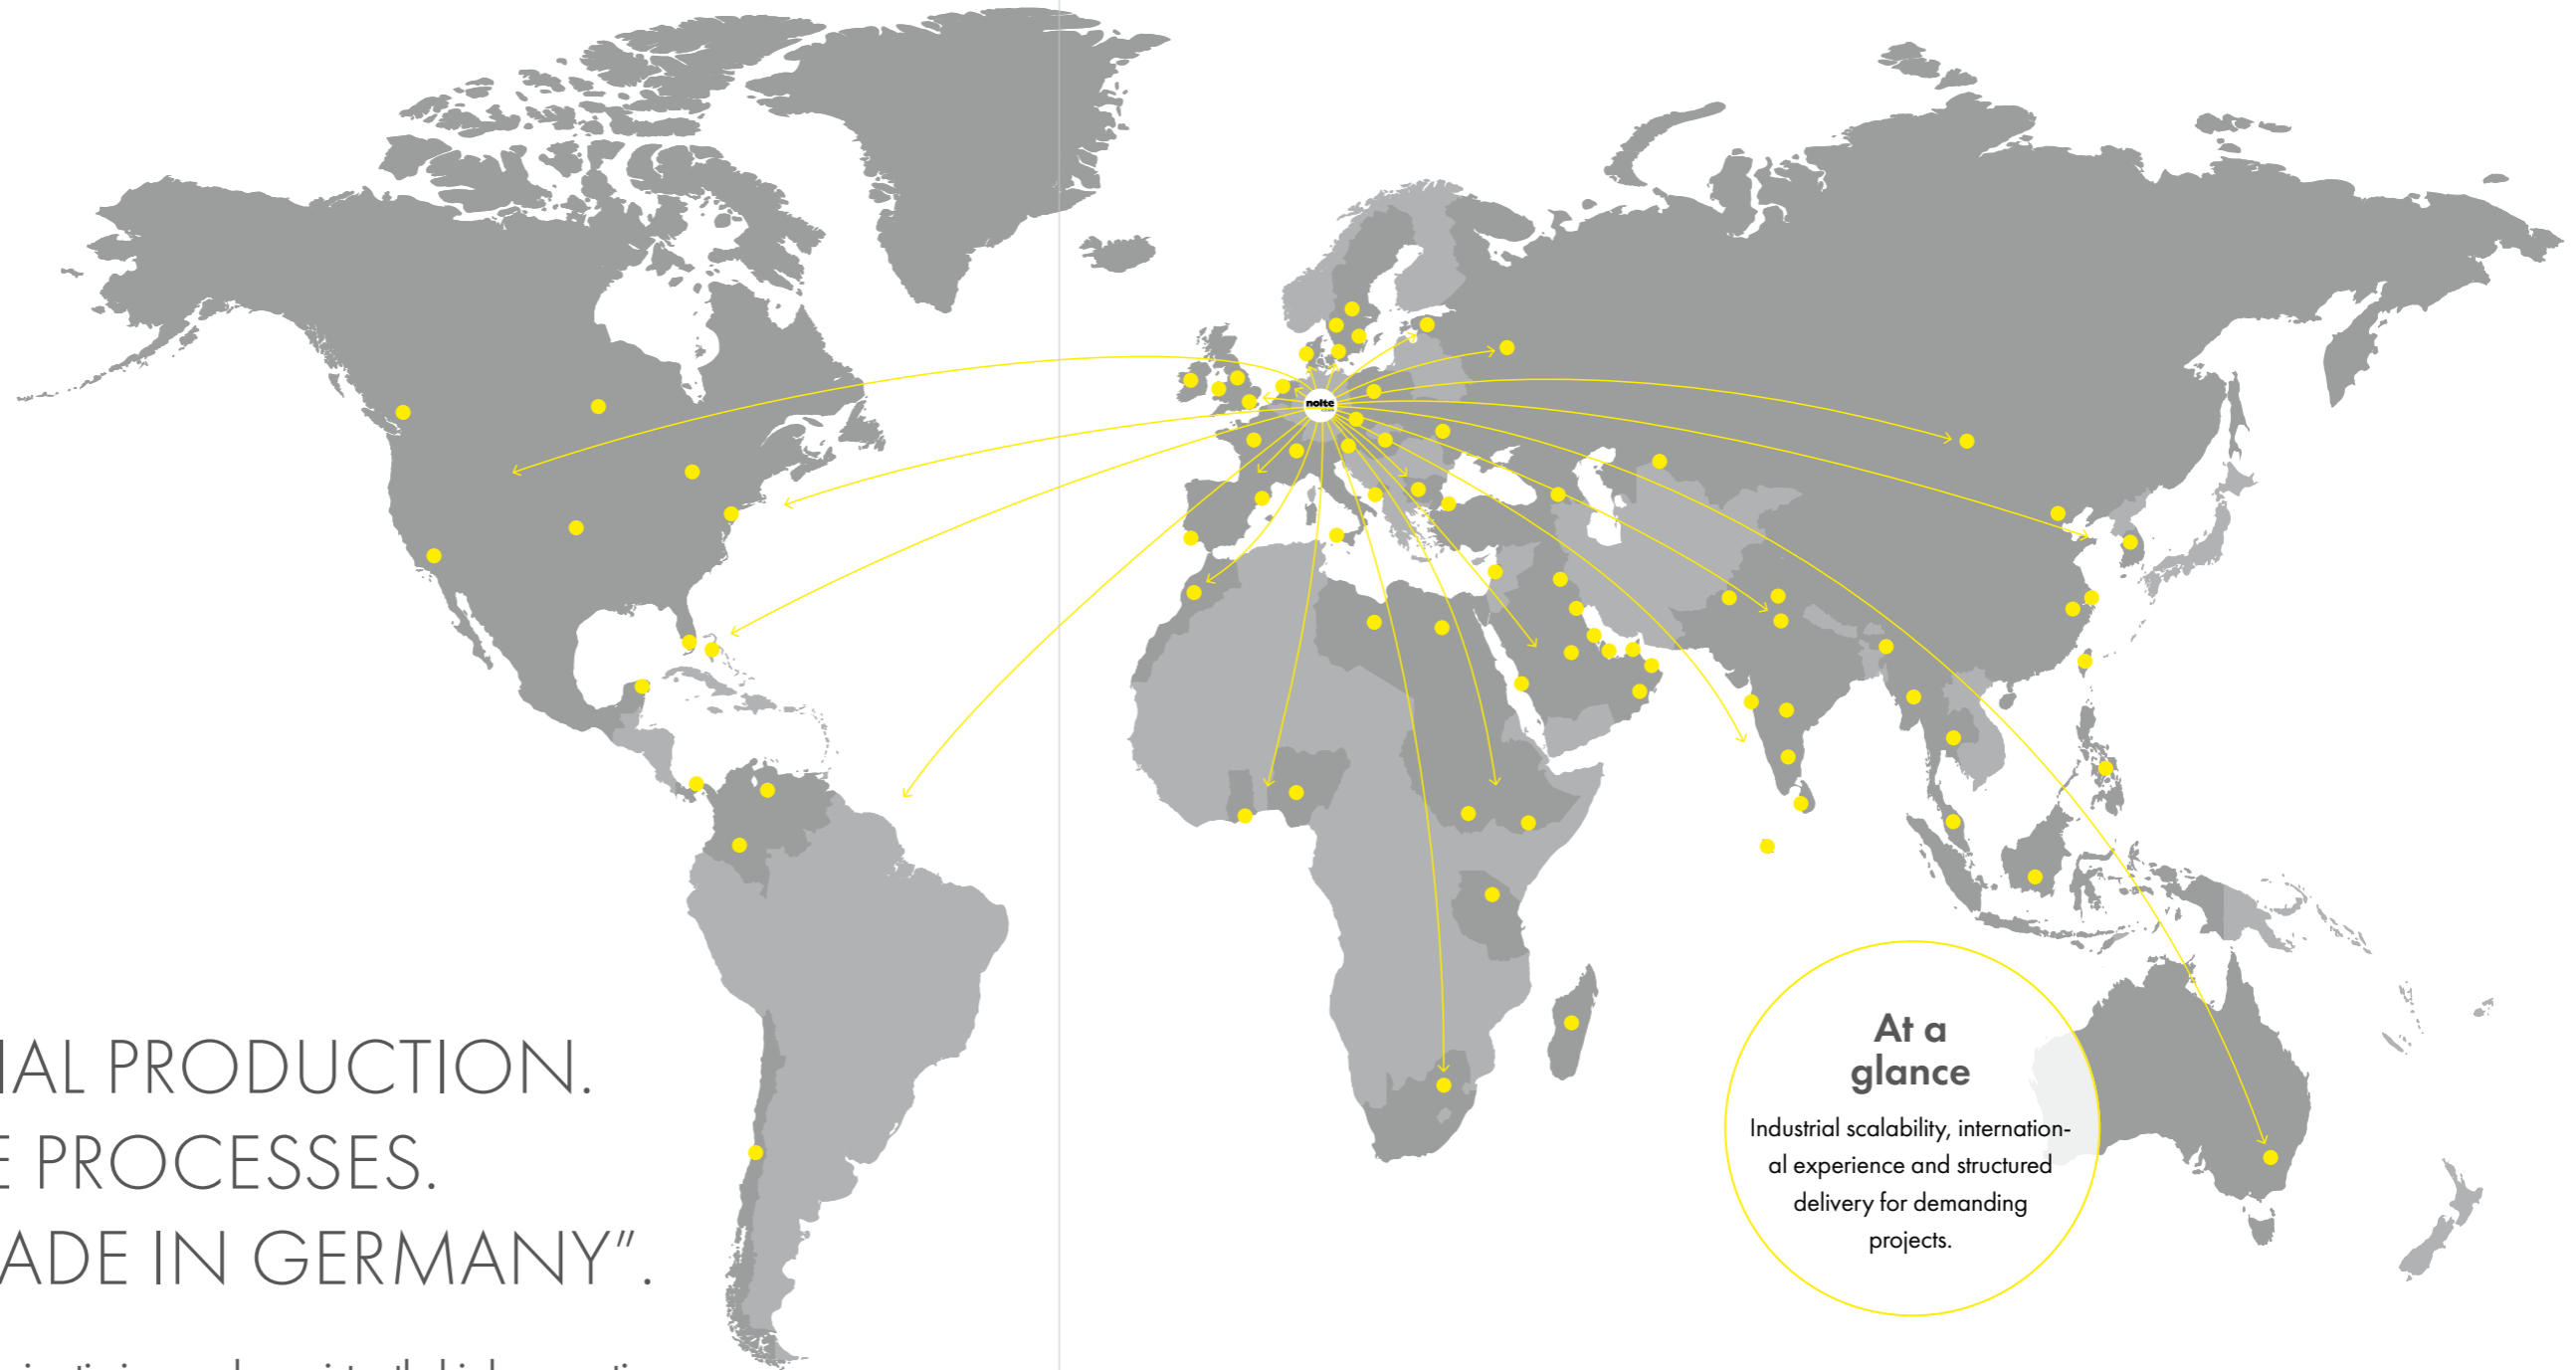 nolte
IAL PRODUCTION.
E PROCESSES.
ADE IN GERMANY”.
At a
glance
Industrial scalability, internation-
al experience and structured
delivery for demanding
projects.